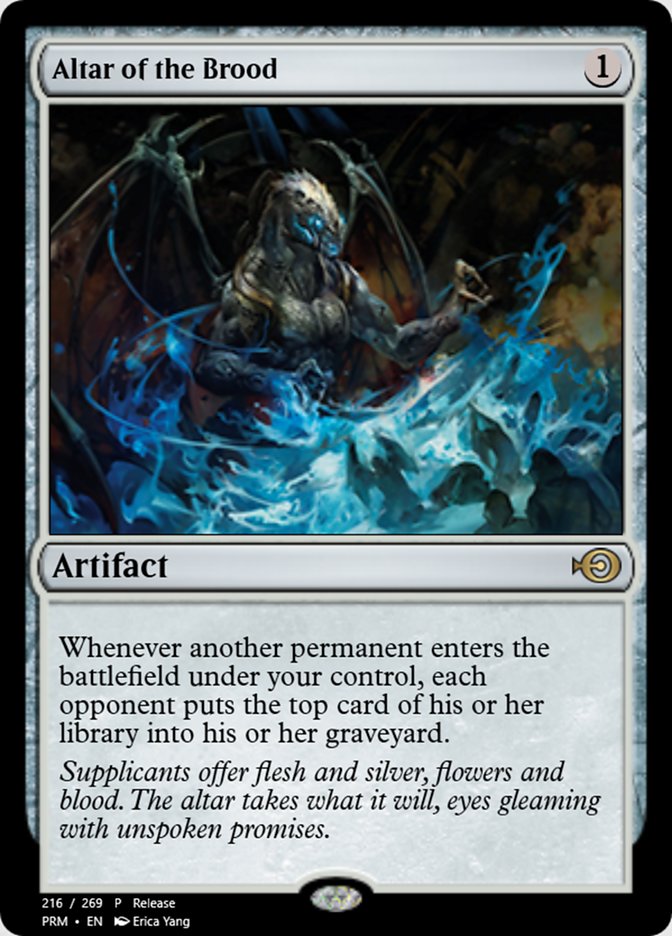 Altar of the Brood
1
Artifact
Whenever another permanent enters the
battlefield under your control, each
opponent puts the top card of his or her
library into his or her graveyard.
Supplicants offer flesh and silver, flowers and
blood. The altar takes what it will, eyes gleaming
with unspoken promises.
216 / 269 P Release
PRM • EN Erica Yang